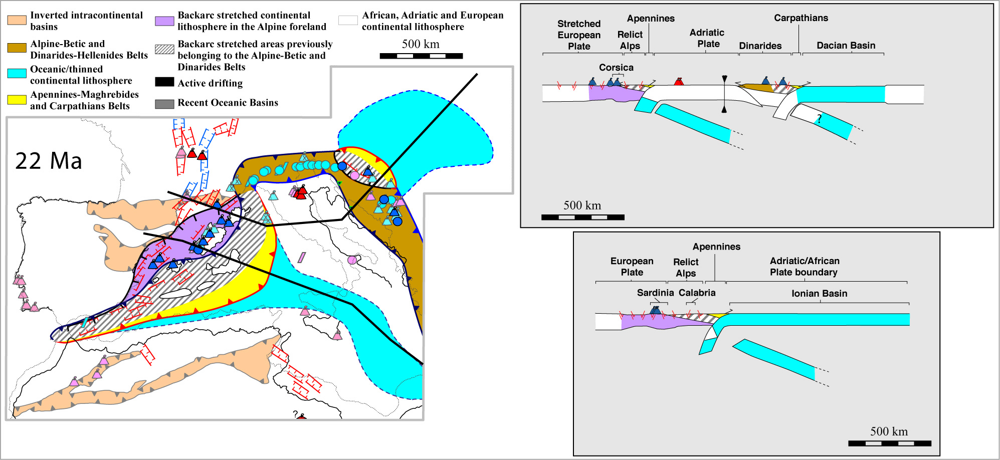 Inverted intracontinental
basins
Alpine-Betic and
Dinarides-Hellenides Belts
Oceanic/thinned
continental lithosphere
Apennines-Maghrebides
and Carpathians Belts
Backarc stretched continental
lithosphere in the Alpine foreland
Backarc stretched areas previously
belonging to the Alpine-Betic and
Dinarides Belts
Active drifting
Recent Oceanic Basins
African, Adriatic and European
continental lithosphere
500 km
22 Ma
?
Stretched
European
Plate
Apennines
Relict
Alps
Adriatic
Plate
Carpathians
Dinarides
Dacian Basin
Corsica
?
500 km
Apennines
European
Plate
Relict
Alps
Adriatic/African
Plate boundary
Sardinia
Calabria
Ionian Basin
500 km